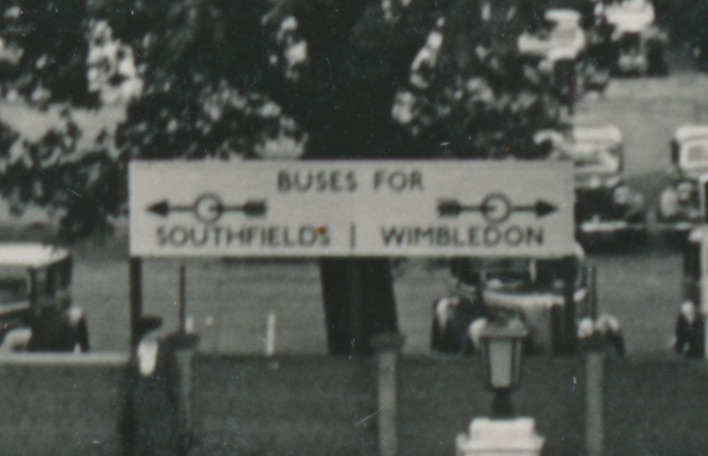 BUSES FOR
SOUTHFIELDS | WIMBLEDON